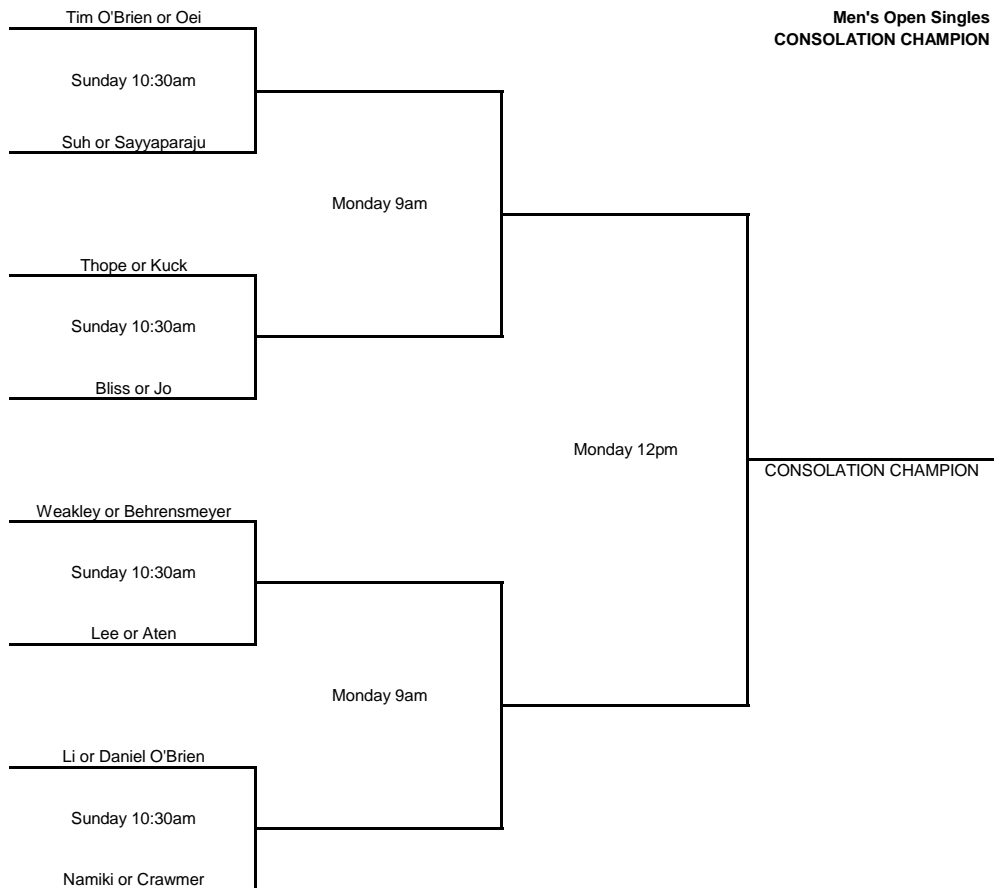 Tim O'Brien or Oei
Men's Open Singles
CONSOLATION CHAMPION
Sunday 10:30am
Suh or Sayyaparaju
Monday 9am
Thope or Kuck
Sunday 10:30am
Bliss or Jo
Monday 12pm
CONSOLATION CHAMPION
Weakley or Behrensmeyer
Sunday 10:30am
Lee or Aten
Monday 9am
Li or Daniel O'Brien
Sunday 10:30am
Namiki or Crawmer